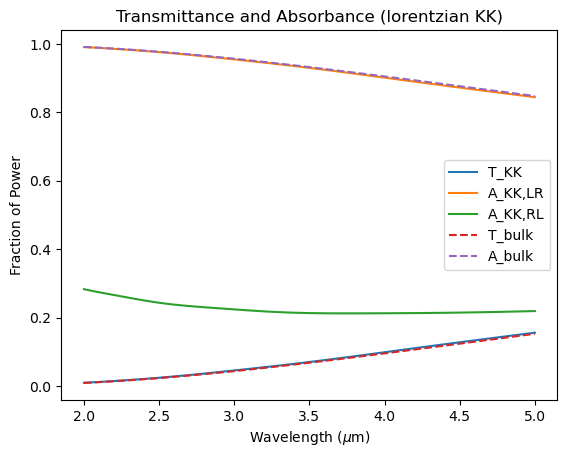 Transmittance and Absorbance (lorentzian KK)
1.0
0.8
0.6
0.4
0.2
0.0
Fraction of Power
T_KK
A_KK,LR
A_KK,RL
T_bulk
A_bulk
2.0 2.5 3.0 3.5 4.0 4.5 5.0
Wavelength (μm)